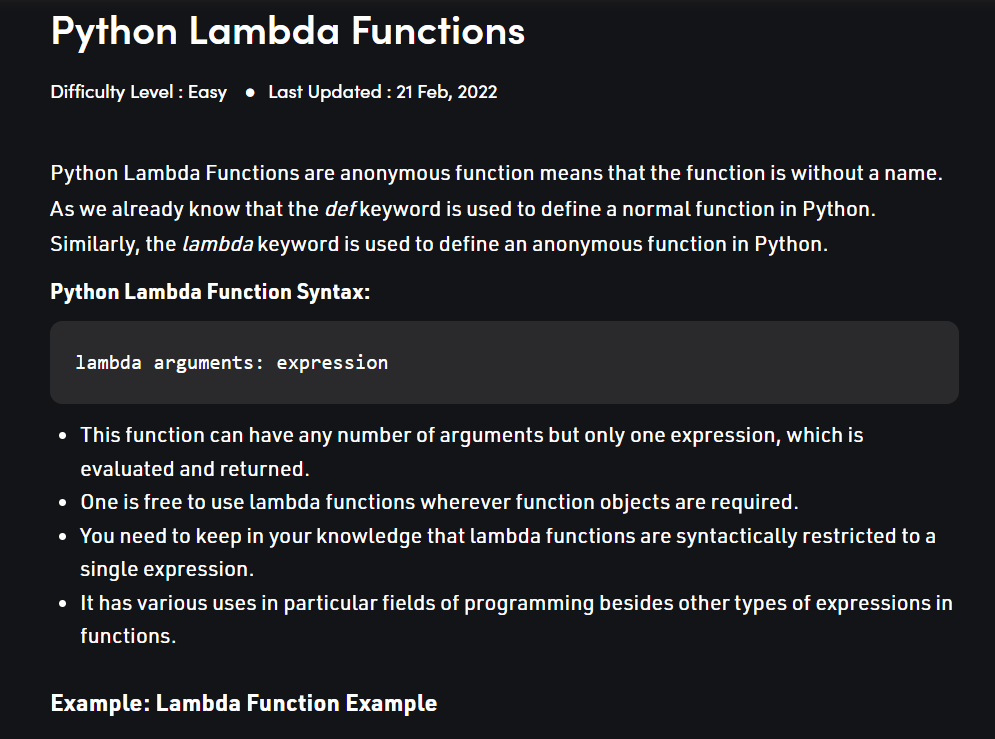 Python Lambda Functions
Difficulty Level : Easy ● Last Updated : 21 Feb, 2022
Python Lambda Functions are anonymous function means that the function is without a name.
As we already know that the def keyword is used to define a normal function in Python.
Similarly, the lambda keyword is used to define an anonymous function in Python.
Python Lambda Function Syntax:
lambda arguments: expression
• This function can have any number of arguments but only one expression, which is
evaluated and returned.
• One is free to use lambda functions wherever function objects are required.
• You need to keep in your knowledge that lambda functions are syntactically restricted to a
single expression.
• It has various uses in particular fields of programming besides other types of expressions in
functions.
Example: Lambda Function Example